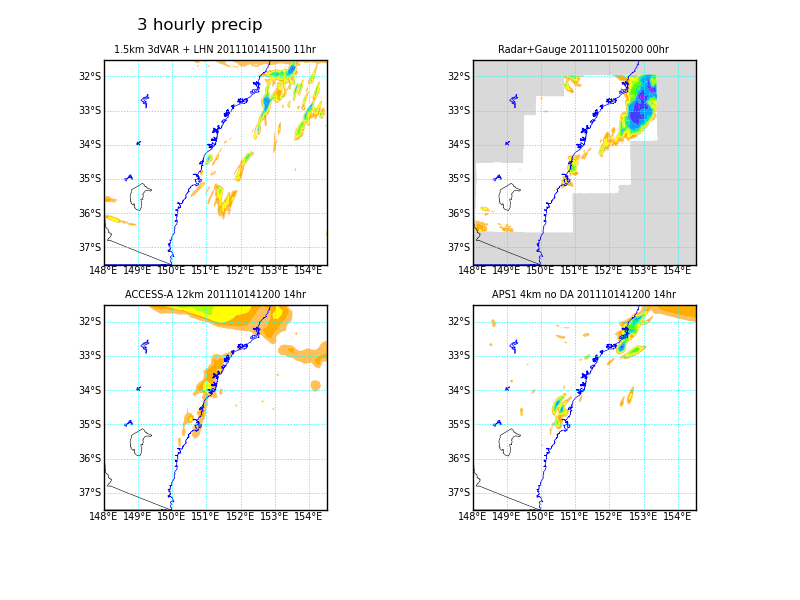 3 hourly precip
1.5km 3dVAR + LHN 201110141500 11hr
32°S
33°S
34°S
35°S
36°S
37°S
148°E 149°E 150°E 151°E 152°E 153°E 154°E
Radar+Gauge 201110150200 00hr
32°S
33°S
34°S
35°S
36°S
37°S
148°E 149°E 150°E 151°E 152°E 153°E 154°E
ACCESS-A 12km 201110141200 14hr
32°S
33°S
34°S
35°S
36°S
37°S
148°E 149°E 150°E 151°E 152°E 153°E 154°E
APS1 4km no DA 201110141200 14hr
32°S
33°S
34°S
35°S
36°S
37°S
148°E 149°E 150°E 151°E 152°E 153°E 154°E